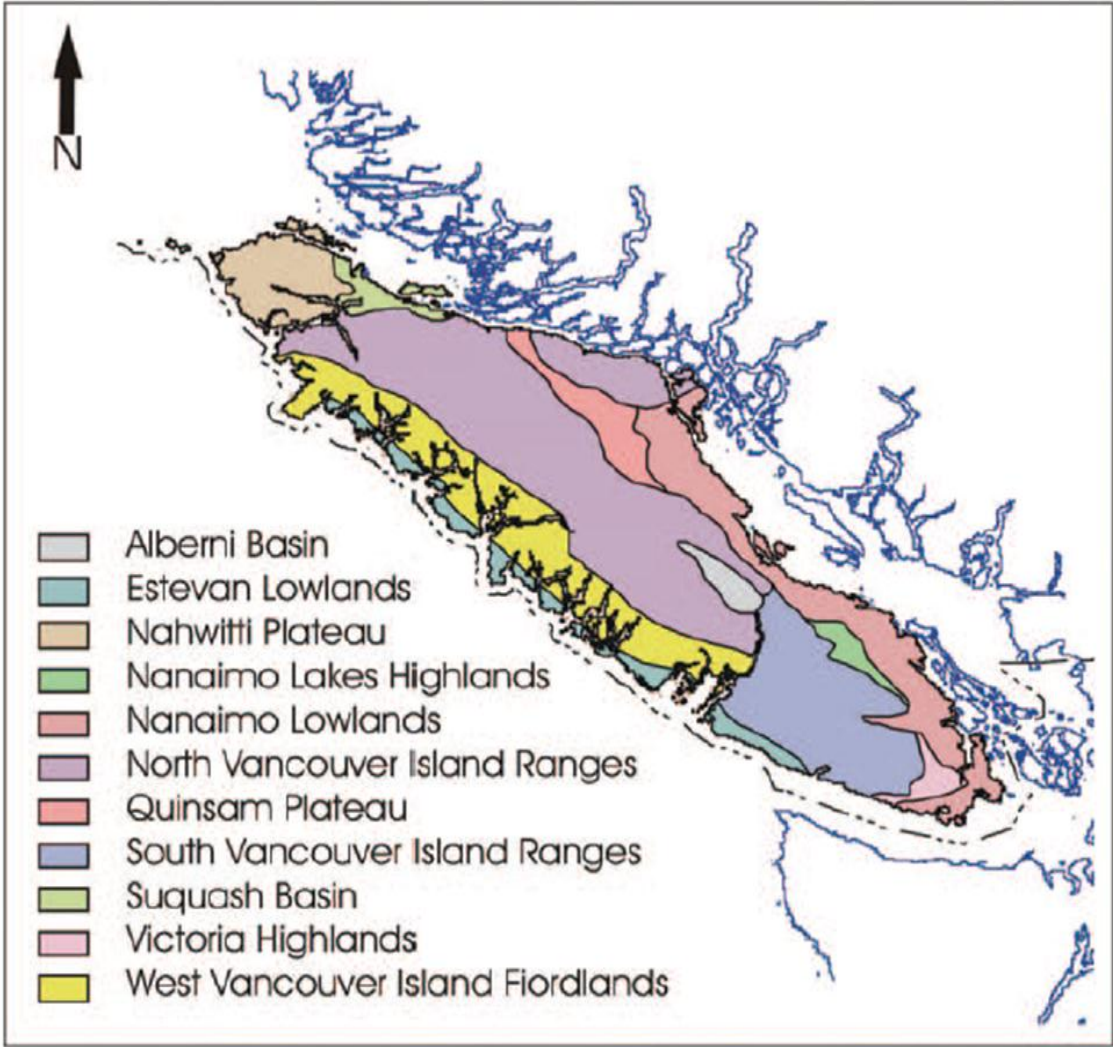 N
Alberni Basin
Estevan Lowlands
Nahwitti Plateau
Nanaimo Lakes Highlands
Nanaimo Lowlands
North Vancouver Island Ranges
Quinsam Plateau
South Vancouver Island Ranges
Suquash Basin
Victoria Highlands
West Vancouver Island Fiordlands